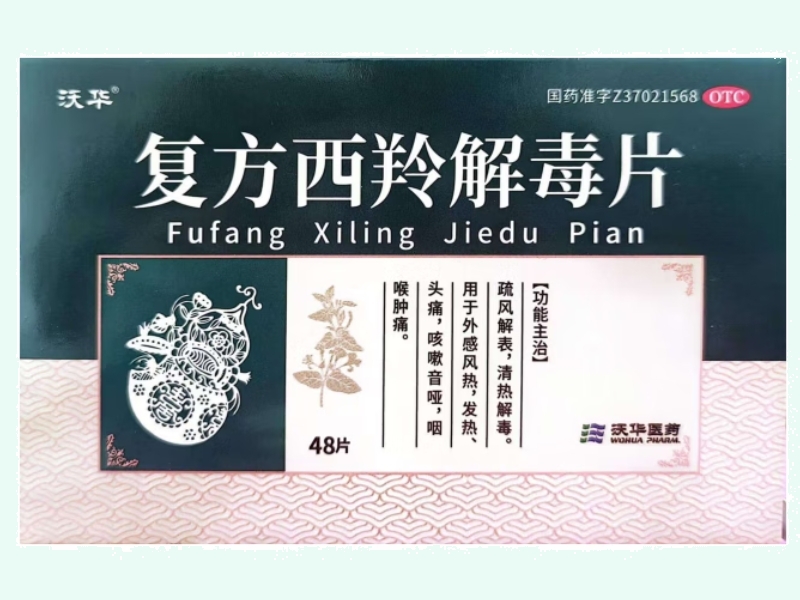 沃华®
国药准字Z37021568 OTC
复方西羚解毒片
Fufang Xiling Jiedu Pian
【功能主治】
疏风解表，清热解毒。
用于外感风热，发热、
头痛，咳嗽音哑，咽
喉肿痛。
48片
沃华医药
WOHUA PHARM.